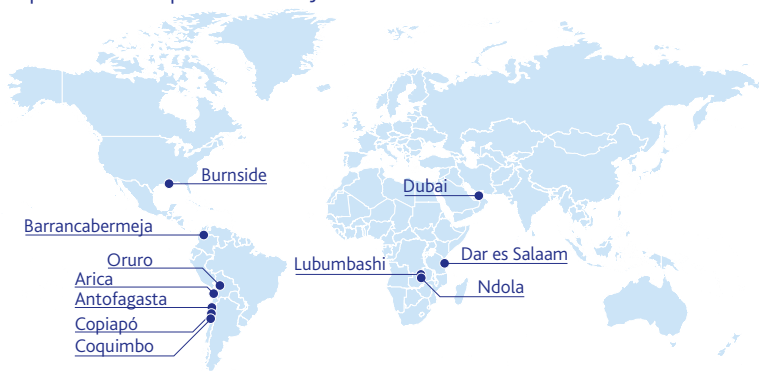 Burnside
Dubai
Barrancabermeja
Oruro
Lubumbashi
Dar es Salaam
Arica
Ndola
Antofagasta
Copiapó
Coquimbo